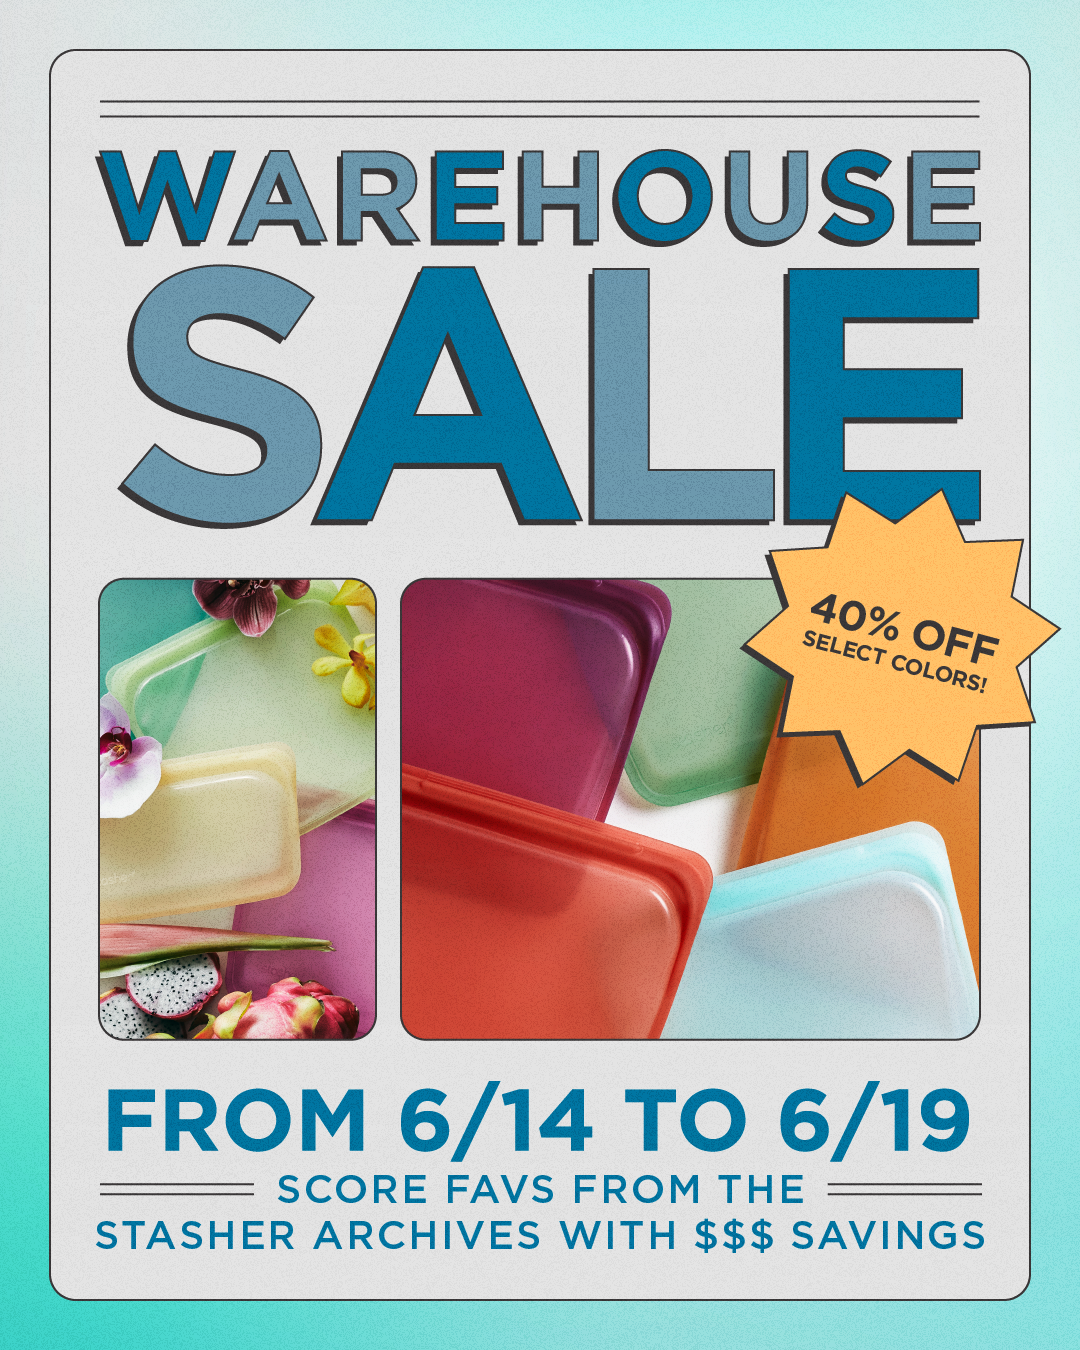 WAREHOUSE
SALE
40% OFF
SELECT COLORS!
FROM 6/14 TO 6/19
SCORE FAVS FROM THE
STASHER ARCHIVES WITH $$$ SAVINGS